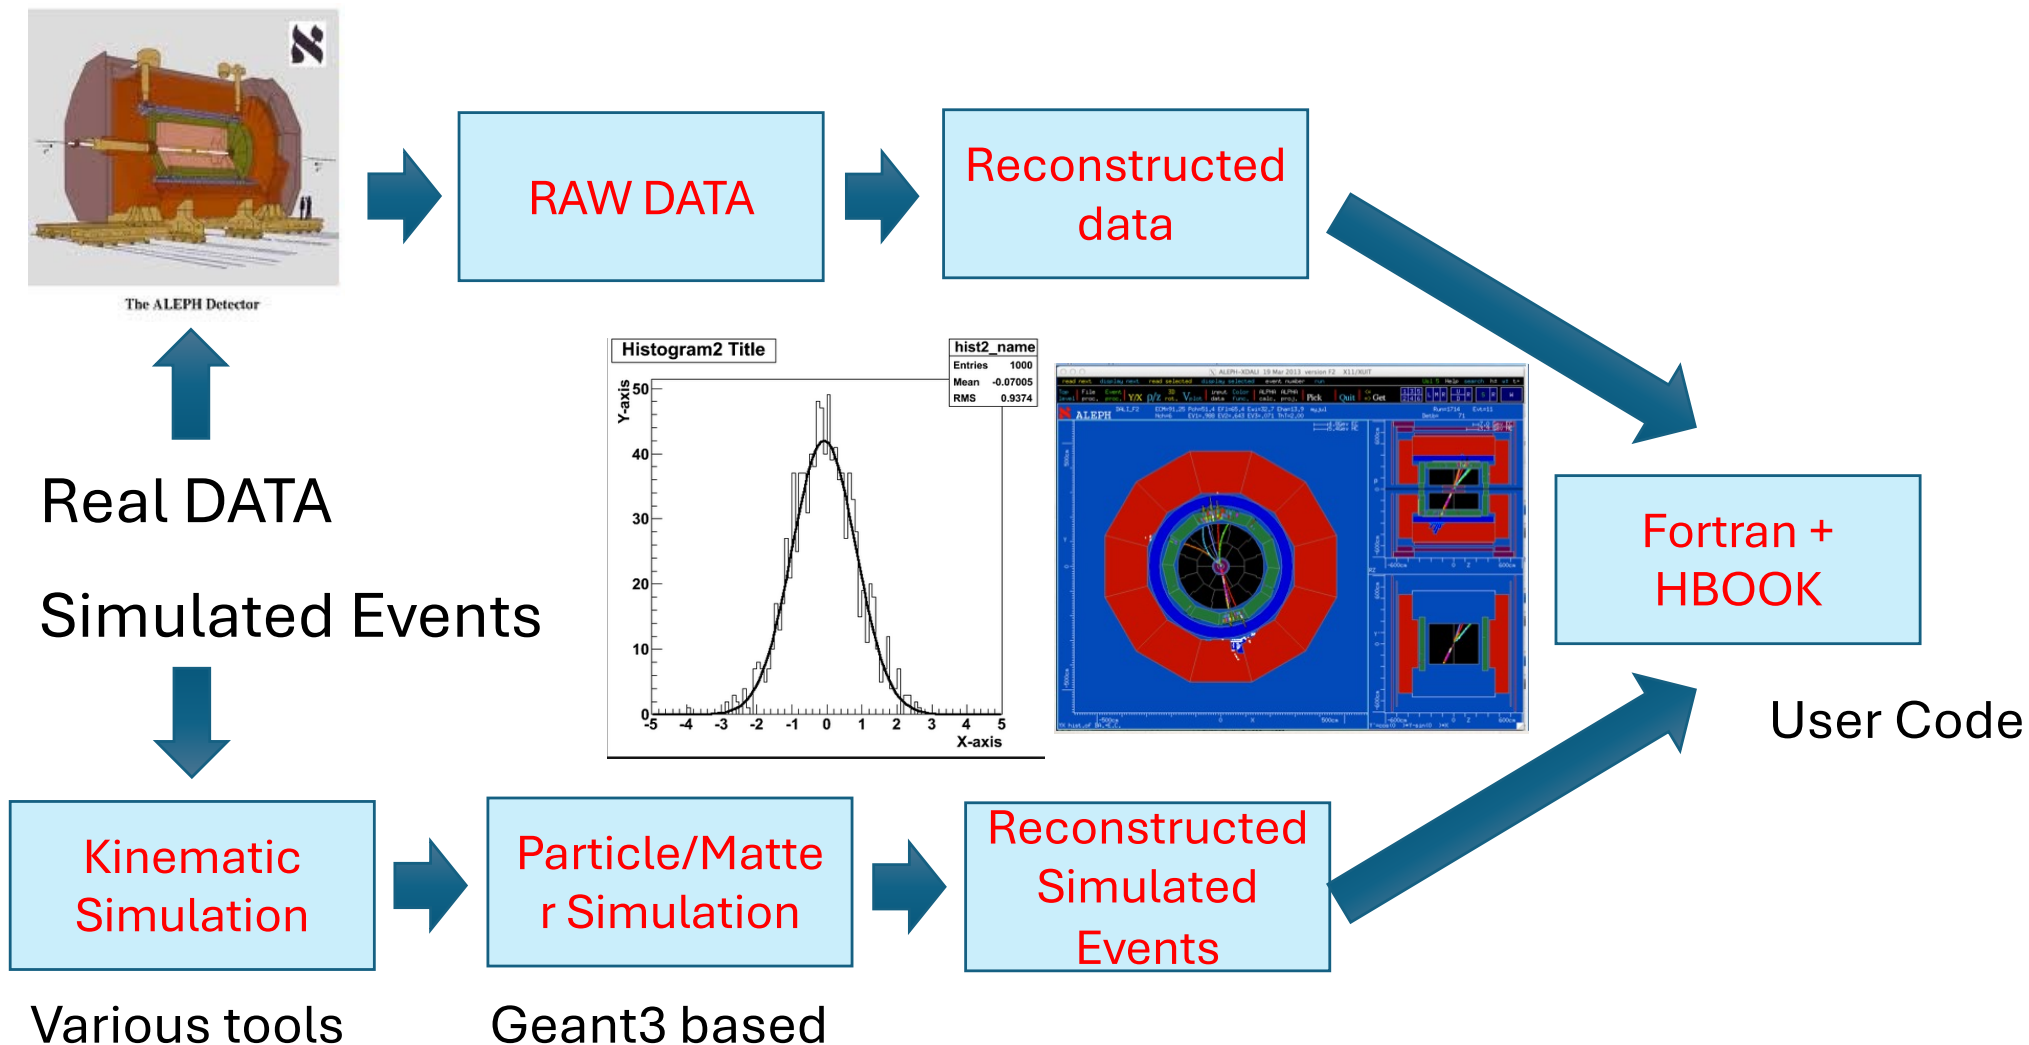 The ALEPH Detector
RAW DATA
Reconstructed
data
Real DATA
Simulated Events
Histogram2 Title
hist2_name
Entries 1000
Mean -0.07005
RMS 0.9374
Y-axis
50
40
30
20
10
0
-5 -4 -3 -2 -1 0 1 2 3 4 5
X-axis
ALEPH
Pick
Quit
Get
Fortran +
HBOOK
User Code
Kinematic
Simulation
Particle/Matte
r Simulation
Reconstructed
Simulated
Events
Various tools
Geant3 based